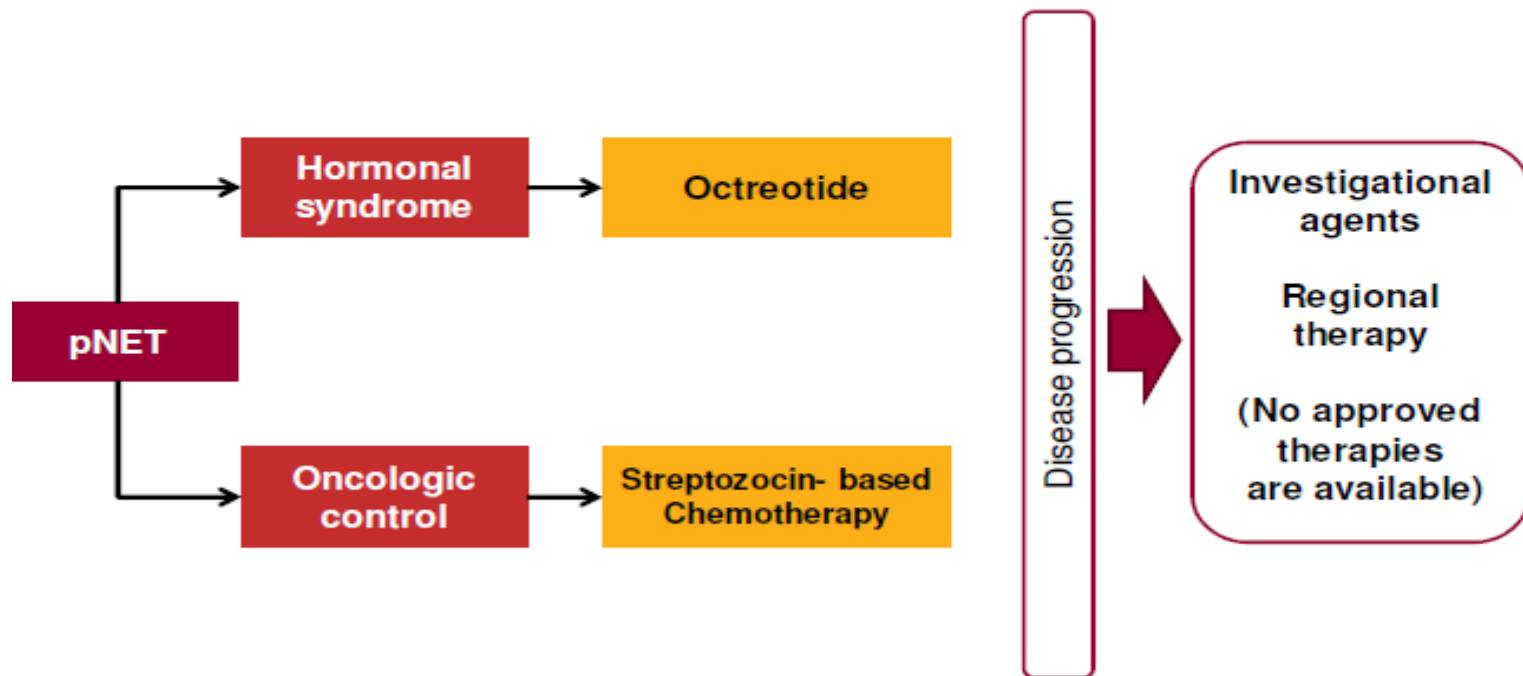 pNET
Hormonal
syndrome
Octreotide
Oncologic
control
Streptozocin- based
Chemotherapy
Disease progression
Investigational
agents
Regional
therapy
(No approved
therapies
are available)